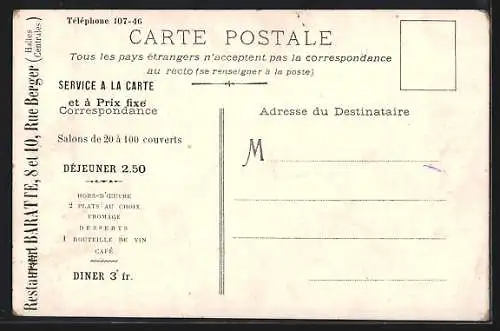 Téléphone 107-46
CARTE POSTALE
Tous les pays étrangers n'acceptent pas la correspondance
au recto (se renseigner à la poste)
Restaurant BARATTE, 8 et 10, Rue Berger (Halles Centrales)
SERVICE A LA CARTE
et à Prix fixe
Correspondance
Adresse du Destinataire
Salons de 20 à 100 couverts
M
DÉJEUNER 2.50
HORS-D'ŒUVRE
2 PLATS AU CHOIX
FROMAGE
DESSERTS
1 BOUTEILLE DE VIN
CAFÉ
DINER 3 fr.